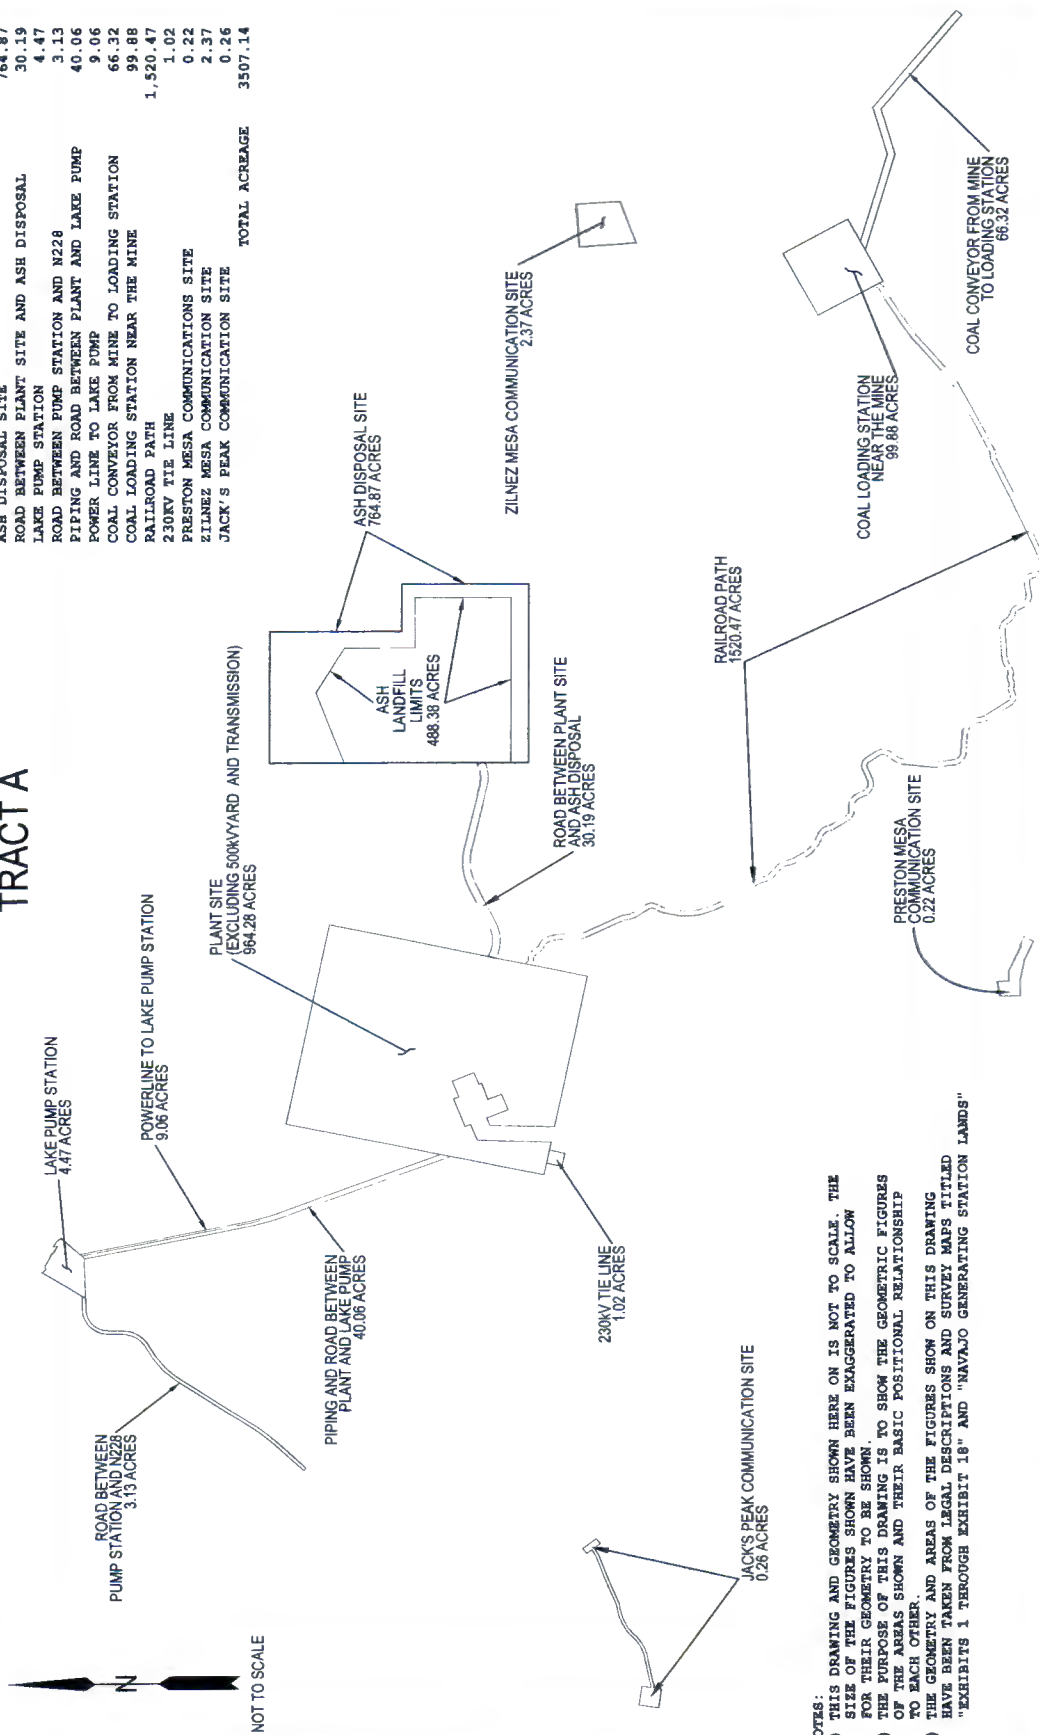 TRACT A
ASH DISPOSAL SITE 764.87
ROAD BETWEEN PLANT SITE AND ASH DISPOSAL 30.19
LAKE PUMP STATION 4.47
ROAD BETWEEN PUMP STATION AND N228 3.13
PIPING AND ROAD BETWEEN PLANT AND LAKE PUMP 40.06
POWER LINE TO LAKE PUMP 9.06
COAL CONVEYOR FROM MINE TO LOADING STATION 66.32
COAL LOADING STATION NEAR THE MINE 99.88
RAILROAD PATH 1,520.47
230KV TIE LINE 1.02
PRESTON MESA COMMUNICATIONS SITE 0.22
ZILNEZ MESA COMMUNICATION SITE 2.37
JACK'S PEAK COMMUNICATION SITE 0.26
TOTAL ACREAGE 3507.14
N
NOT TO SCALE
ROAD BETWEEN
PUMP STATION AND N228
3.13 ACRES
LAKE PUMP STATION
4.47 ACRES
POWERLINE TO LAKE PUMP STATION
9.06 ACRES
PLANT SITE
(EXCLUDING 500kVYARD AND TRANSMISSION)
964.28 ACRES
ASH DISPOSAL SITE
764.87 ACRES
ASH
LANDFILL
LIMITS
488.38 ACRES
PIPING AND ROAD BETWEEN
PLANT AND LAKE PUMP
40.06 ACRES
ROAD BETWEEN PLANT SITE
AND ASH DISPOSAL
30.19 ACRES
ZILNEZ MESA COMMUNICATION SITE
2.37 ACRES
230kV TIE LINE
1.02 ACRES
JACK'S PEAK COMMUNICATION SITE
0.26 ACRES
RAILROAD PATH
1520.47 ACRES
COAL LOADING STATION
NEAR THE MINE
99.88 ACRES
COAL CONVEYOR FROM MINE
TO LOADING STATION
66.32 ACRES
PRESTON MESA
COMMUNICATION SITE
0.22 ACRES
OTES:
) THIS DRAWING AND GEOMETRY SHOWN HERE ON IS NOT TO SCALE. THE
SIZE OF THE FIGURES SHOWN HAVE BEEN EXAGGERATED TO ALLOW
FOR THEIR GEOMETRY TO BE SHOWN.
) THE PURPOSE OF THIS DRAWING IS TO SHOW THE GEOMETRIC FIGURES
OF THE AREAS SHOWN AND THEIR BASIC POSITIONAL RELATIONSHIP
TO EACH OTHER.
) THE GEOMETRY AND AREAS OF THE FIGURES SHOW ON THIS DRAWING
HAVE BEEN TAKEN FROM LEGAL DESCRIPTIONS AND SURVEY MAPS TITLED
"EXHIBITS 1 THROUGH EXHIBIT 18" AND "NAVAJO GENERATING STATION LANDS"